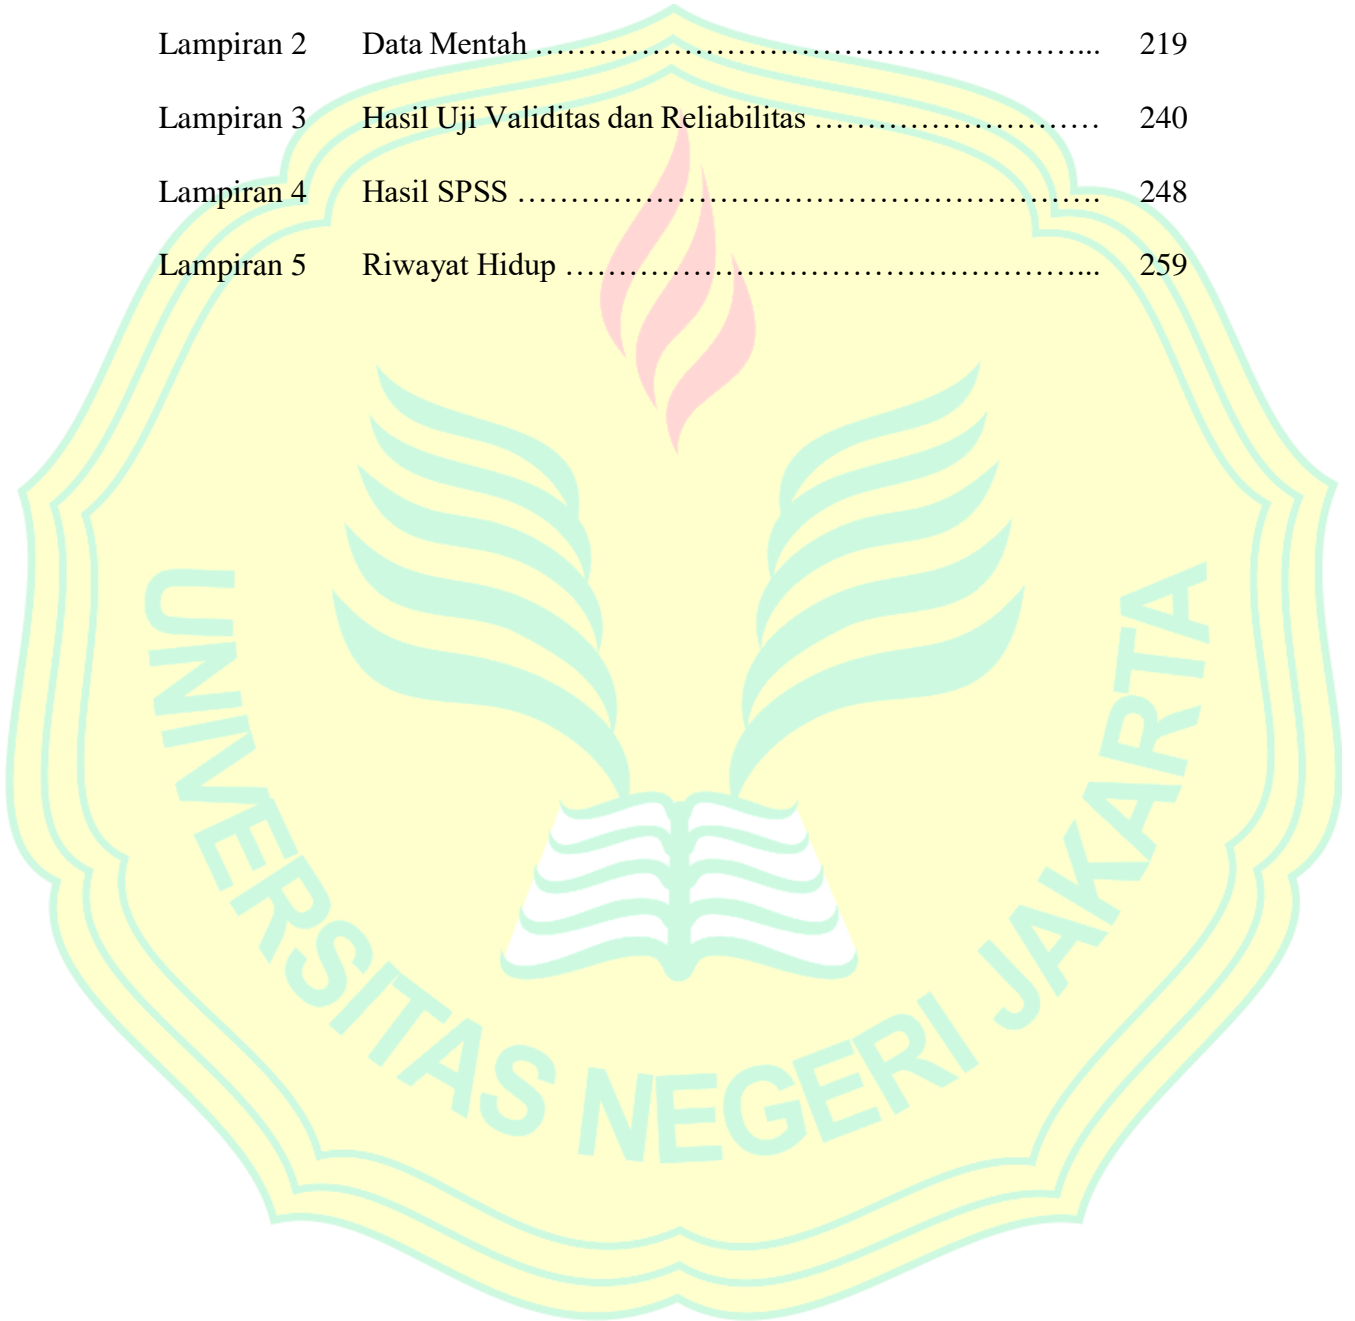 Lampiran 2 Data Mentah ………………………………………………... 219
Lampiran 3 Hasil Uji Validitas dan Reliabilitas ……………………… 240
Lampiran 4 Hasil SPSS ………………………………………………. 248
Lampiran 5 Riwayat Hidup …………………………………………... 259
UNIVERSITAS NEGERI JAKARTA